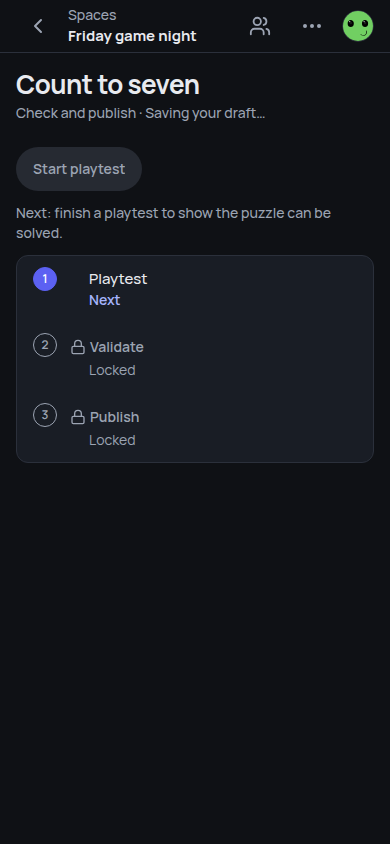 Spaces
Friday game night
Count to seven
Check and publish · Saving your draft…
Start playtest
Next: finish a playtest to show the puzzle can be
solved.
1 Playtest
Next
2 Validate
Locked
3 Publish
Locked